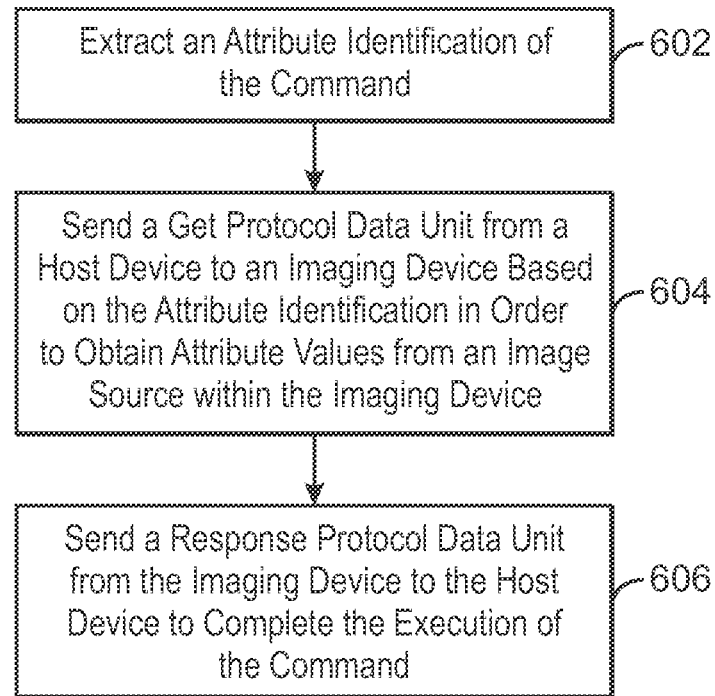 Extract an Attribute Identification of
the Command
602
Send a Get Protocol Data Unit from a
Host Device to an Imaging Device Based
on the Attribute Identification in Order
to Obtain Attribute Values from an Image
Source within the Imaging Device
604
Send a Response Protocol Data Unit
from the Imaging Device to the Host
Device to Complete the Execution of
the Command
606